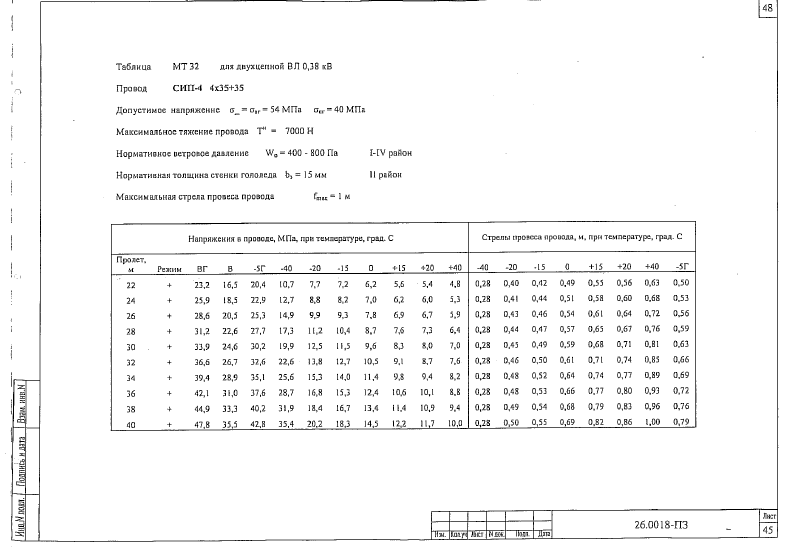 48
Таблица МТ 32 для двухцепной ВЛ 0,38 кВ
Провод СИП-4 4х35+35
Допустимое напряжение σ_ = σвг = 54 МПа σэг = 40 МПа
Максимальное тяжение провода Tн = 7000 Н
Нормативное ветровое давление W₀ = 400 - 800 Па I-IV район
Нормативная толщина стенки гололеда bэ = 15 мм II район
Максимальная стрела провеса провода fmax = 1 м
Напряжения в проводе, МПа, при температуре, град. С Стрелы провеса провода, м, при температуре, град. С
Пролет, м Режим ВГ В -5Г -40 -20 -15 0 +15 +20 +40 -40 -20 -15 0 +15 +20 +40 -5Г
22 + 23,2 16,5 20,4 10,7 7,7 7,2 6,2 5,6 5,4 4,8 0,28 0,40 0,42 0,49 0,55 0,56 0,63 0,50
24 + 25,9 18,5 22,9 12,7 8,8 8,2 7,0 6,2 6,0 5,3 0,28 0,41 0,44 0,51 0,58 0,60 0,68 0,53
26 + 28,6 20,5 25,3 14,9 9,9 9,3 7,8 6,9 6,7 5,9 0,28 0,43 0,46 0,54 0,61 0,64 0,72 0,56
28 + 31,2 22,6 27,7 17,3 11,2 10,4 8,7 7,6 7,3 6,4 0,28 0,44 0,47 0,57 0,65 0,67 0,76 0,59
30 + 33,9 24,6 30,2 19,9 12,5 11,5 9,6 8,3 8,0 7,0 0,28 0,45 0,49 0,59 0,68 0,71 0,81 0,63
32 + 36,6 26,7 32,6 22,6 13,8 12,7 10,5 9,1 8,7 7,6 0,28 0,46 0,50 0,61 0,71 0,74 0,85 0,66
34 + 39,4 28,9 35,1 25,6 15,3 14,0 11,4 9,8 9,4 8,2 0,28 0,48 0,52 0,64 0,74 0,77 0,89 0,69
36 + 42,1 31,0 37,6 28,7 16,8 15,3 12,4 10,6 10,1 8,8 0,28 0,48 0,53 0,66 0,77 0,80 0,93 0,72
38 + 44,9 33,3 40,2 31,9 18,4 16,7 13,4 11,4 10,9 9,4 0,28 0,49 0,54 0,68 0,79 0,83 0,96 0,76
40 + 47,8 35,5 42,8 35,4 20,2 18,3 14,5 12,2 11,7 10,0 0,28 0,50 0,55 0,69 0,82 0,86 1,00 0,79
Взам. инв.N
Подпись и дата
Инв.N подл.
Изм. Кол.уч Лист N док. Подп. Дата
26.0018-ПЗ
Лист
45